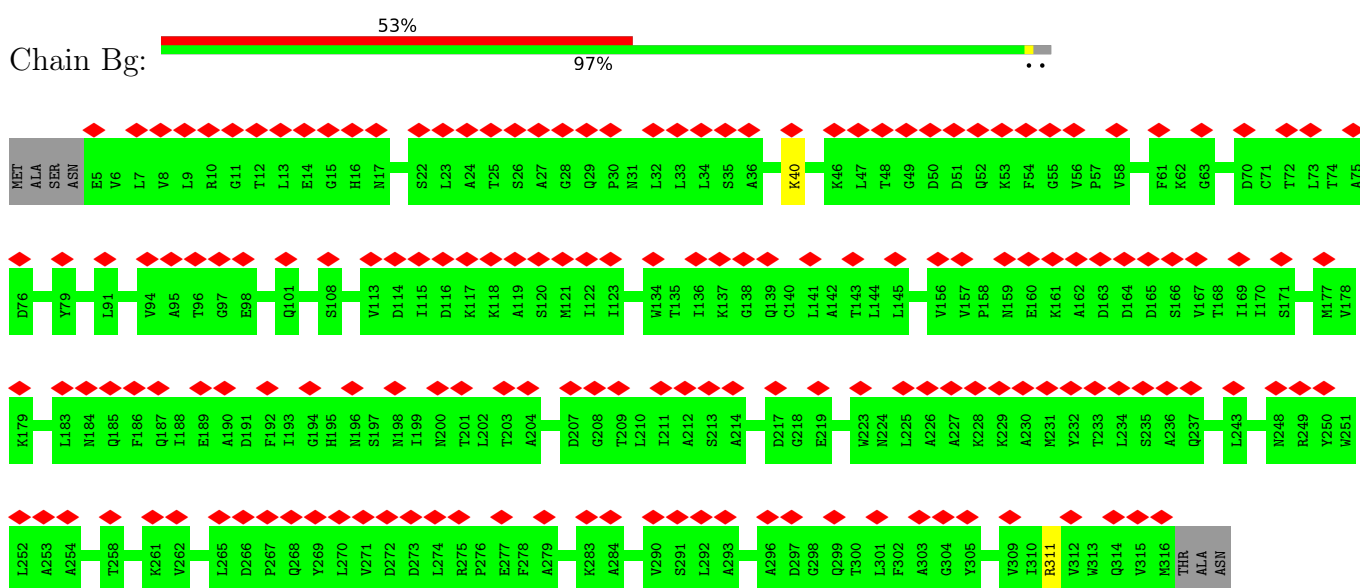 53%
Chain Bg:
97%
• •
MET ALA SER ASN E5 V6 L7 V8 L9 R10 G11 T12 L13 E14 G15 H16 N17 S22 L23 A24 T25 S26 A27 G28 Q29 P30 N31 L32 L33 L34 S35 A36 K40 K46 L47 T48 G49 D50 D51 Q52 K53 F54 G55 V56 P57 V58 F61 K62 G63 D70 C71 T72 L73 T74 A75
D76 Y79 L91 V94 A95 T96 G97 E98 Q101 S108 V113 D114 I115 D116 K117 K118 A119 S120 M121 I122 I123 W134 T135 I136 K137 G138 Q139 C140 L141 A142 T143 L144 L145 V156 V157 P158 N159 E160 K161 A162 D163 D164 D165 S166 V167 T168 I169 I170 S171 M177 V178
K179 L183 N184 Q185 F186 Q187 I188 E189 A190 D191 F192 I193 G194 H195 N196 S197 N198 I199 N200 T201 L202 T203 A204 D207 G208 T209 L210 I211 A212 S213 A214 D217 G218 E219 W223 N224 L225 A226 A227 K228 K229 A230 M231 Y232 T233 L234 S235 A236 Q237 L243 N248 R249 Y250 W251
L252 A253 A254 T258 K261 V262 L265 D266 P267 Q268 Y269 L270 V271 D272 D273 L274 R275 P276 E277 F278 A279 K283 A284 V290 S291 L292 A293 A296 D297 G298 Q299 T300 L301 F302 A303 G304 Y305 V309 I310 R311 V312 W313 Q314 V315 M316 THR ALA ASN